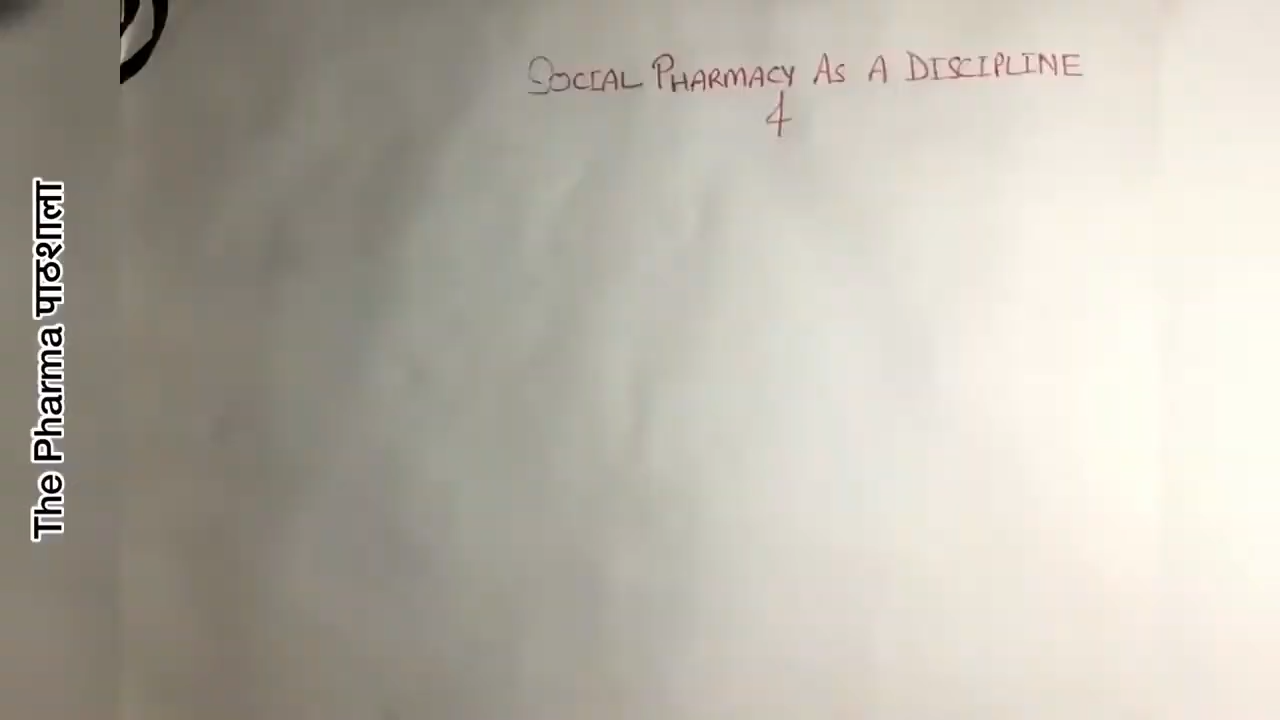 SOCIAL PHARMACY AS A DISCIPLINE
4
The Pharma पाठशाला